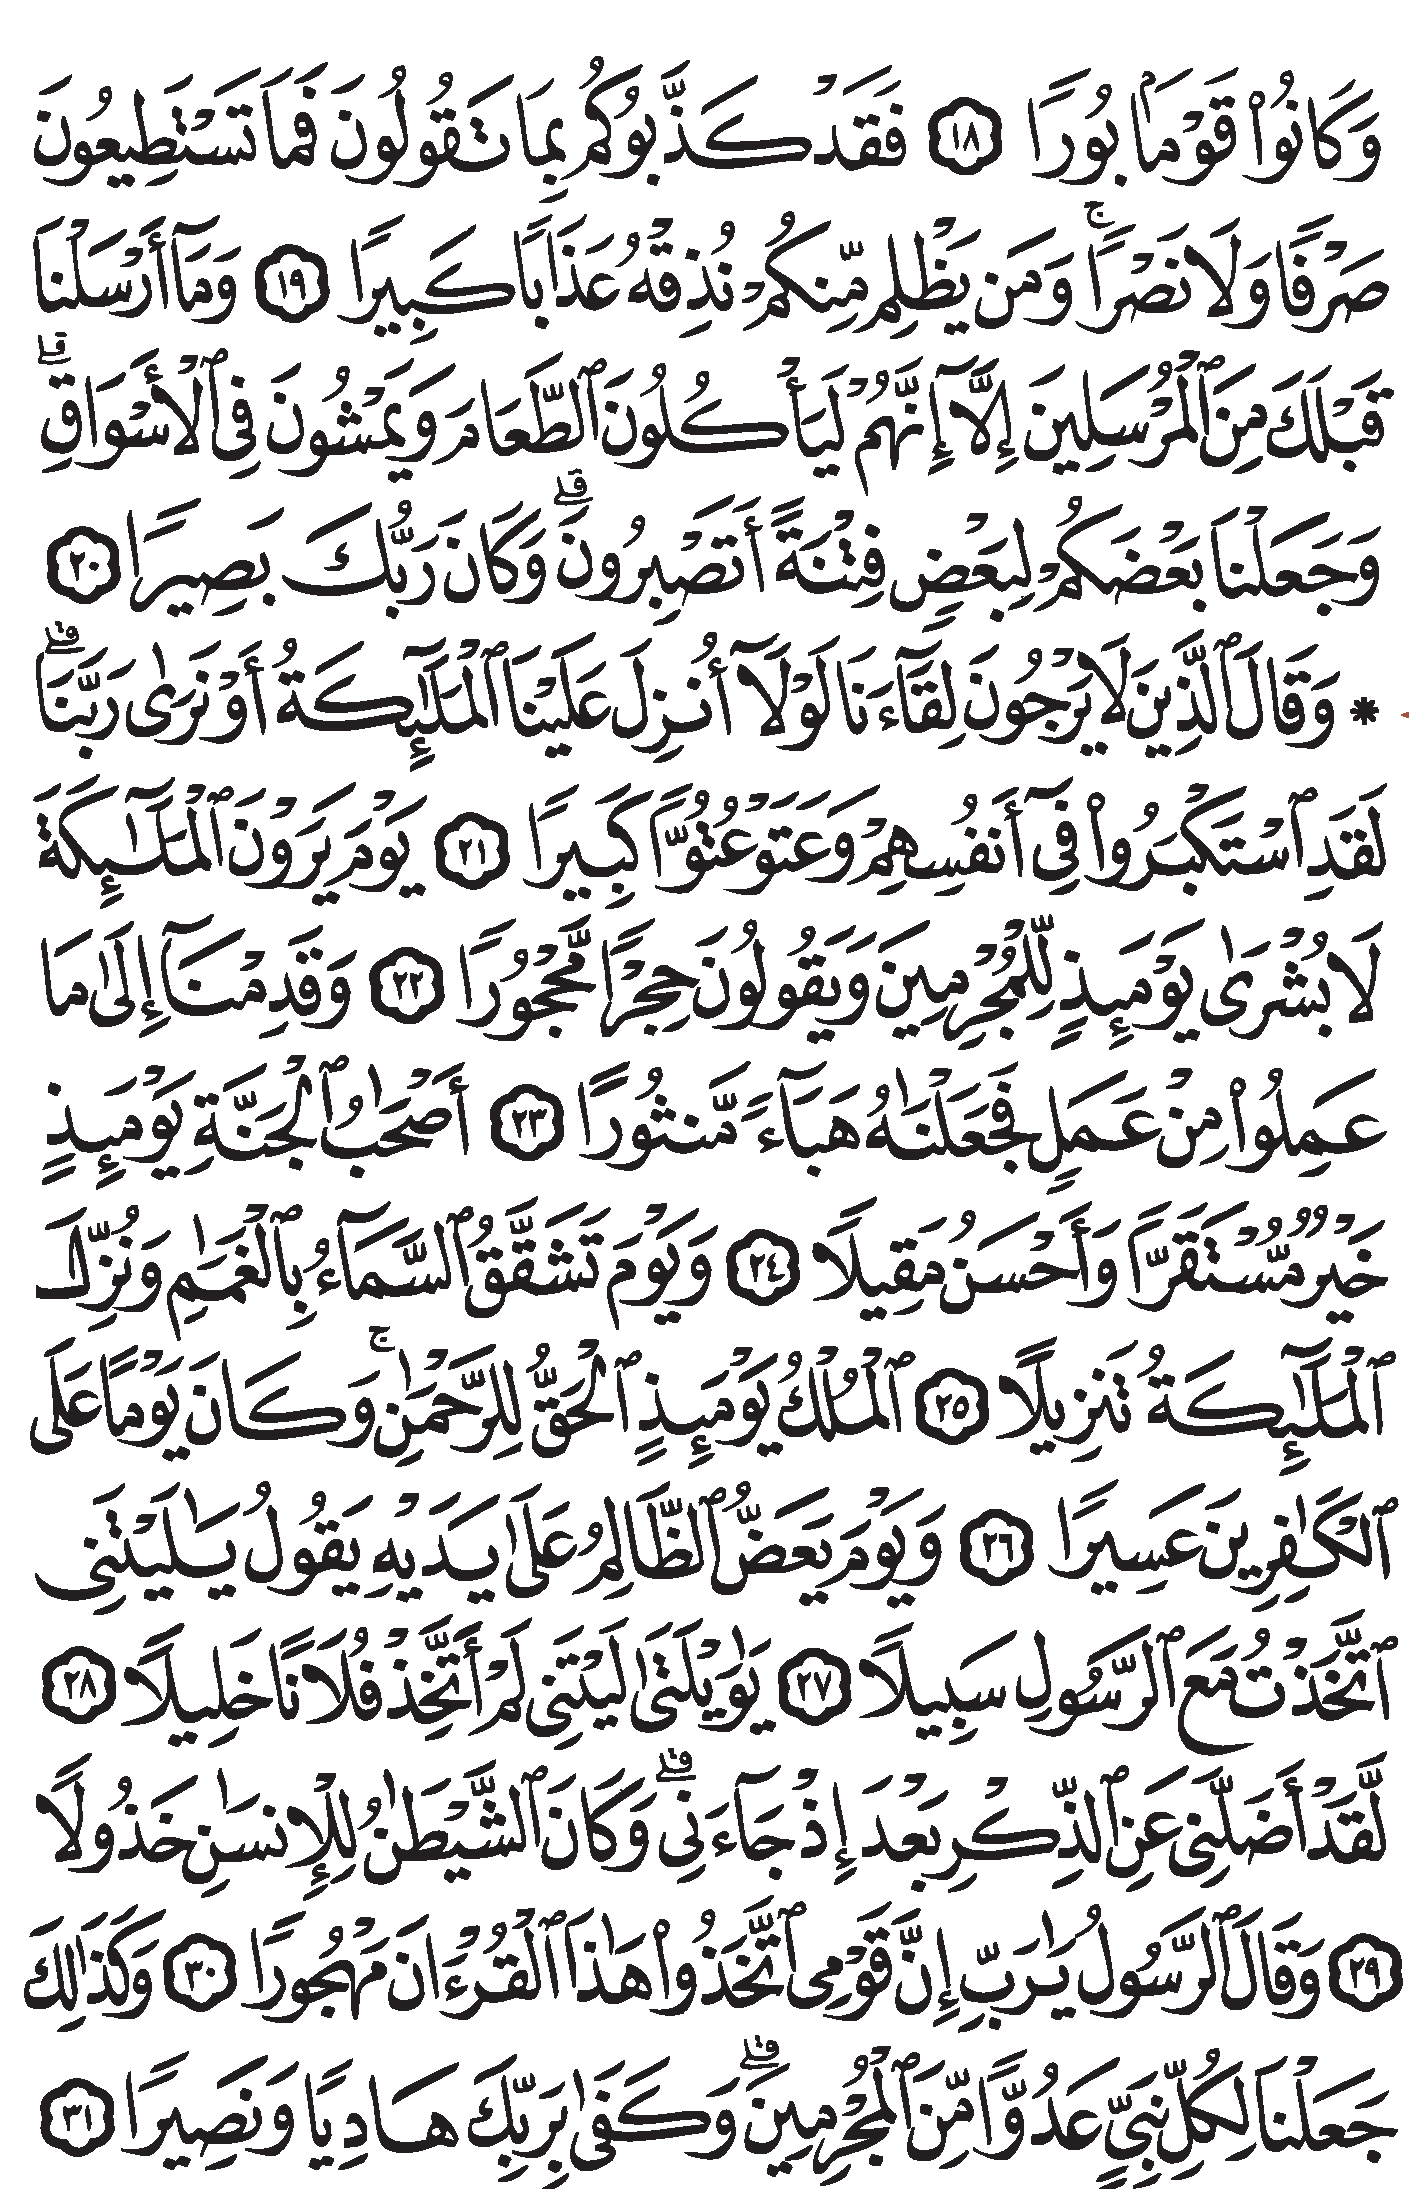 وَكَانُوا۟ قَوْمَۢا بُورًا ١٨ فَقَدْ كَذَّبُوكُم بِمَا تَقُولُونَ فَمَا تَسْتَطِيعُونَ
صَرْفًا وَلَا نَصْرًا ۚ وَمَن يَظْلِم مِّنكُمْ نُذِقْهُ عَذَابًا كَبِيرًا ١٩ وَمَآ أَرْسَلْنَا
قَبْلَكَ مِنَ ٱلْمُرْسَلِينَ إِلَّآ إِنَّهُمْ لَيَأْكُلُونَ ٱلطَّعَامَ وَيَمْشُونَ فِى ٱلْأَسْوَاقِ ۗ
وَجَعَلْنَا بَعْضَكُمْ لِبَعْضٍ فِتْنَةً أَتَصْبِرُونَ ۗ وَكَانَ رَبُّكَ بَصِيرًا ٢٠
* وَقَالَ ٱلَّذِينَ لَا يَرْجُونَ لِقَآءَنَا لَوْلَآ أُنزِلَ عَلَيْنَا ٱلْمَلَٰٓئِكَةُ أَوْ نَرَىٰ رَبَّنَا ۗ
لَقَدِ ٱسْتَكْبَرُوا۟ فِىٓ أَنفُسِهِمْ وَعَتَوْ عُتُوًّا كَبِيرًا ٢١ يَوْمَ يَرَوْنَ ٱلْمَلَٰٓئِكَةَ
لَا بُشْرَىٰ يَوْمَئِذٍ لِّلْمُجْرِمِينَ وَيَقُولُونَ حِجْرًا مَّحْجُورًا ٢٢ وَقَدِمْنَآ إِلَىٰ مَا
عَمِلُوا۟ مِنْ عَمَلٍ فَجَعَلْنَٰهُ هَبَآءً مَّنثُورًا ٢٣ أَصْحَٰبُ ٱلْجَنَّةِ يَوْمَئِذٍ
خَيْرٌ مُّسْتَقَرًّا وَأَحْسَنُ مَقِيلًا ٢٤ وَيَوْمَ تَشَقَّقُ ٱلسَّمَآءُ بِٱلْغَمَٰمِ وَنُزِّلَ
ٱلْمَلَٰٓئِكَةُ تَنزِيلًا ٢٥ ٱلْمُلْكُ يَوْمَئِذٍ ٱلْحَقُّ لِلرَّحْمَٰنِ ۚ وَكَانَ يَوْمًا عَلَى
ٱلْكَٰفِرِينَ عَسِيرًا ٢٦ وَيَوْمَ يَعَضُّ ٱلظَّالِمُ عَلَىٰ يَدَيْهِ يَقُولُ يَٰلَيْتَنِى
ٱتَّخَذْتُ مَعَ ٱلرَّسُولِ سَبِيلًا ٢٧ يَٰوَيْلَتَىٰ لَيْتَنِى لَمْ أَتَّخِذْ فُلَانًا خَلِيلًا ٢٨
لَّقَدْ أَضَلَّنِى عَنِ ٱلذِّكْرِ بَعْدَ إِذْ جَآءَنِى ۗ وَكَانَ ٱلشَّيْطَٰنُ لِلْإِنسَٰنِ خَذُولًا
٢٩ وَقَالَ ٱلرَّسُولُ يَٰرَبِّ إِنَّ قَوْمِى ٱتَّخَذُوا۟ هَٰذَا ٱلْقُرْءَانَ مَهْجُورًا ٣٠ وَكَذَٰلِكَ
جَعَلْنَا لِكُلِّ نَبِىٍّ عَدُوًّا مِّنَ ٱلْمُجْرِمِينَ ۗ وَكَفَىٰ بِرَبِّكَ هَادِيًا وَنَصِيرًا ٣١